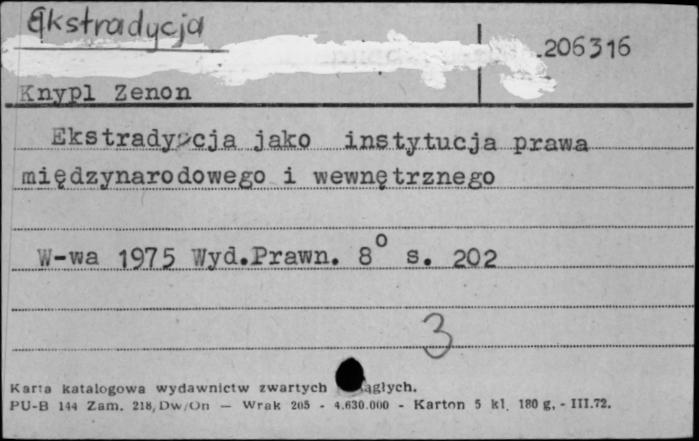 Ekstradycja
206316
Knypl Zenon
Ekstradycja jako instytucja prawa
międzynarodowego i wewnętrznego
W-wa 1975 Wyd.Prawn. 8° s. 202
3
Karta katalogowa wydawnictw zwartych
PU-B 144 Zam. 218, Dw/On — Wrak 205 - 4.630.000 - Karton 5 kl. 180 g. - III.72.